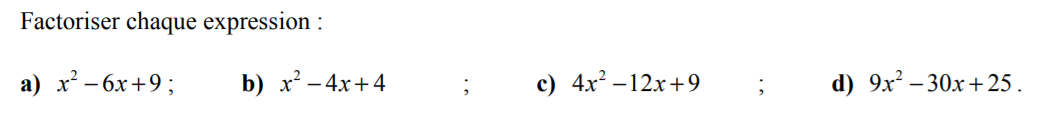 Factoriser chaque expression :
a) x² – 6x + 9 ; b) x² – 4x + 4 ; c) 4x² – 12x + 9 ; d) 9x² – 30x + 25 .